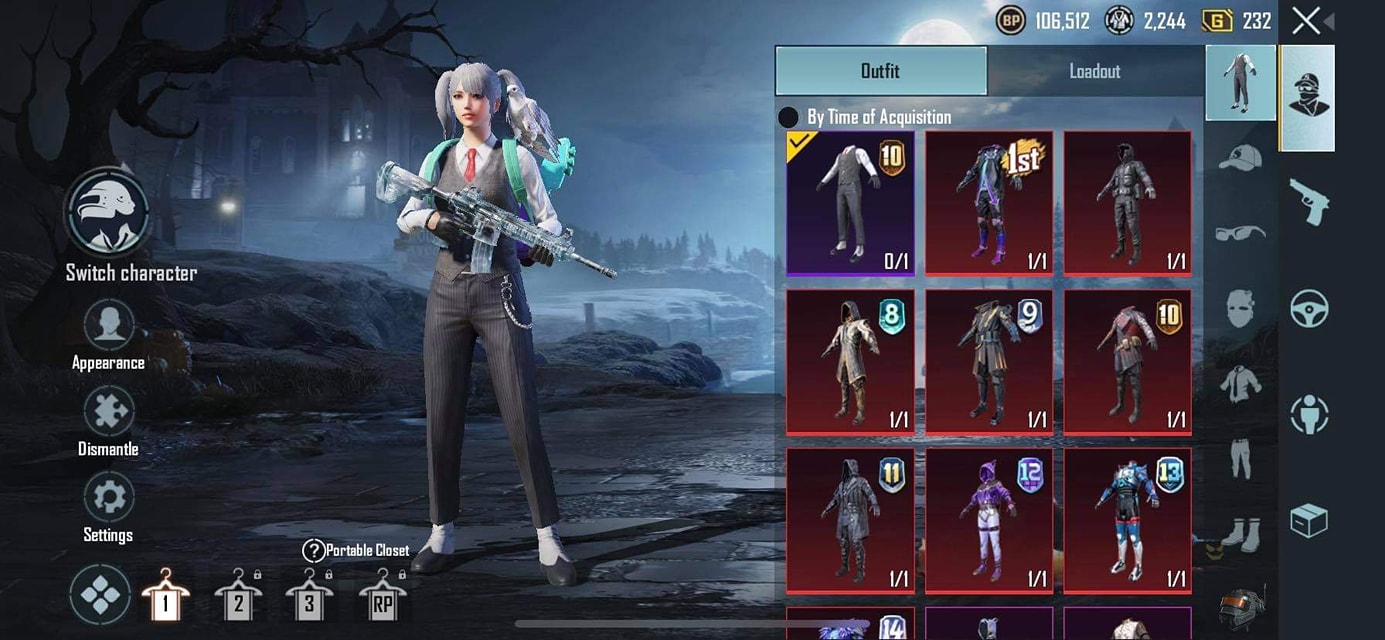 BP 106,512 2,244 G 232
Outfit Loadout
By Time of Acquisition
10
0/1
1st
1/1
1/1
8
1/1
9
1/1
10
1/1
11
1/1
12
1/1
13
1/1
14
Switch character
Appearance
Dismantle
Settings
? Portable Closet
1 2 3 RP